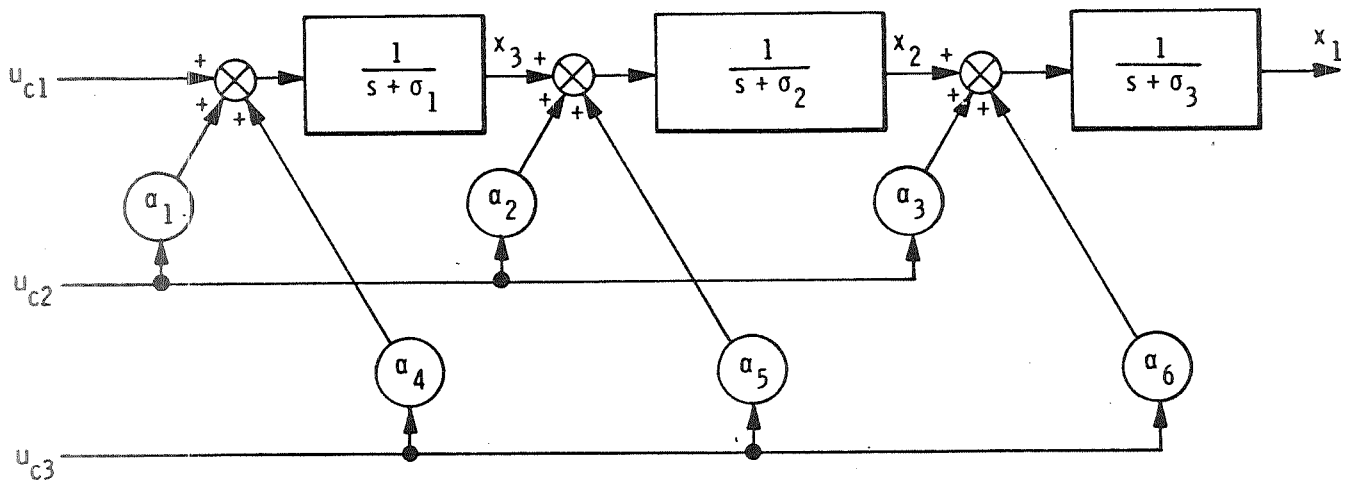 u_c1
+
+
+
1
s + σ_1
x_3
+
+
+
1
s + σ_2
x_2
+
+
+
1
s + σ_3
x_1
α_1
α_2
α_3
u_c2
α_4
α_5
α_6
u_c3